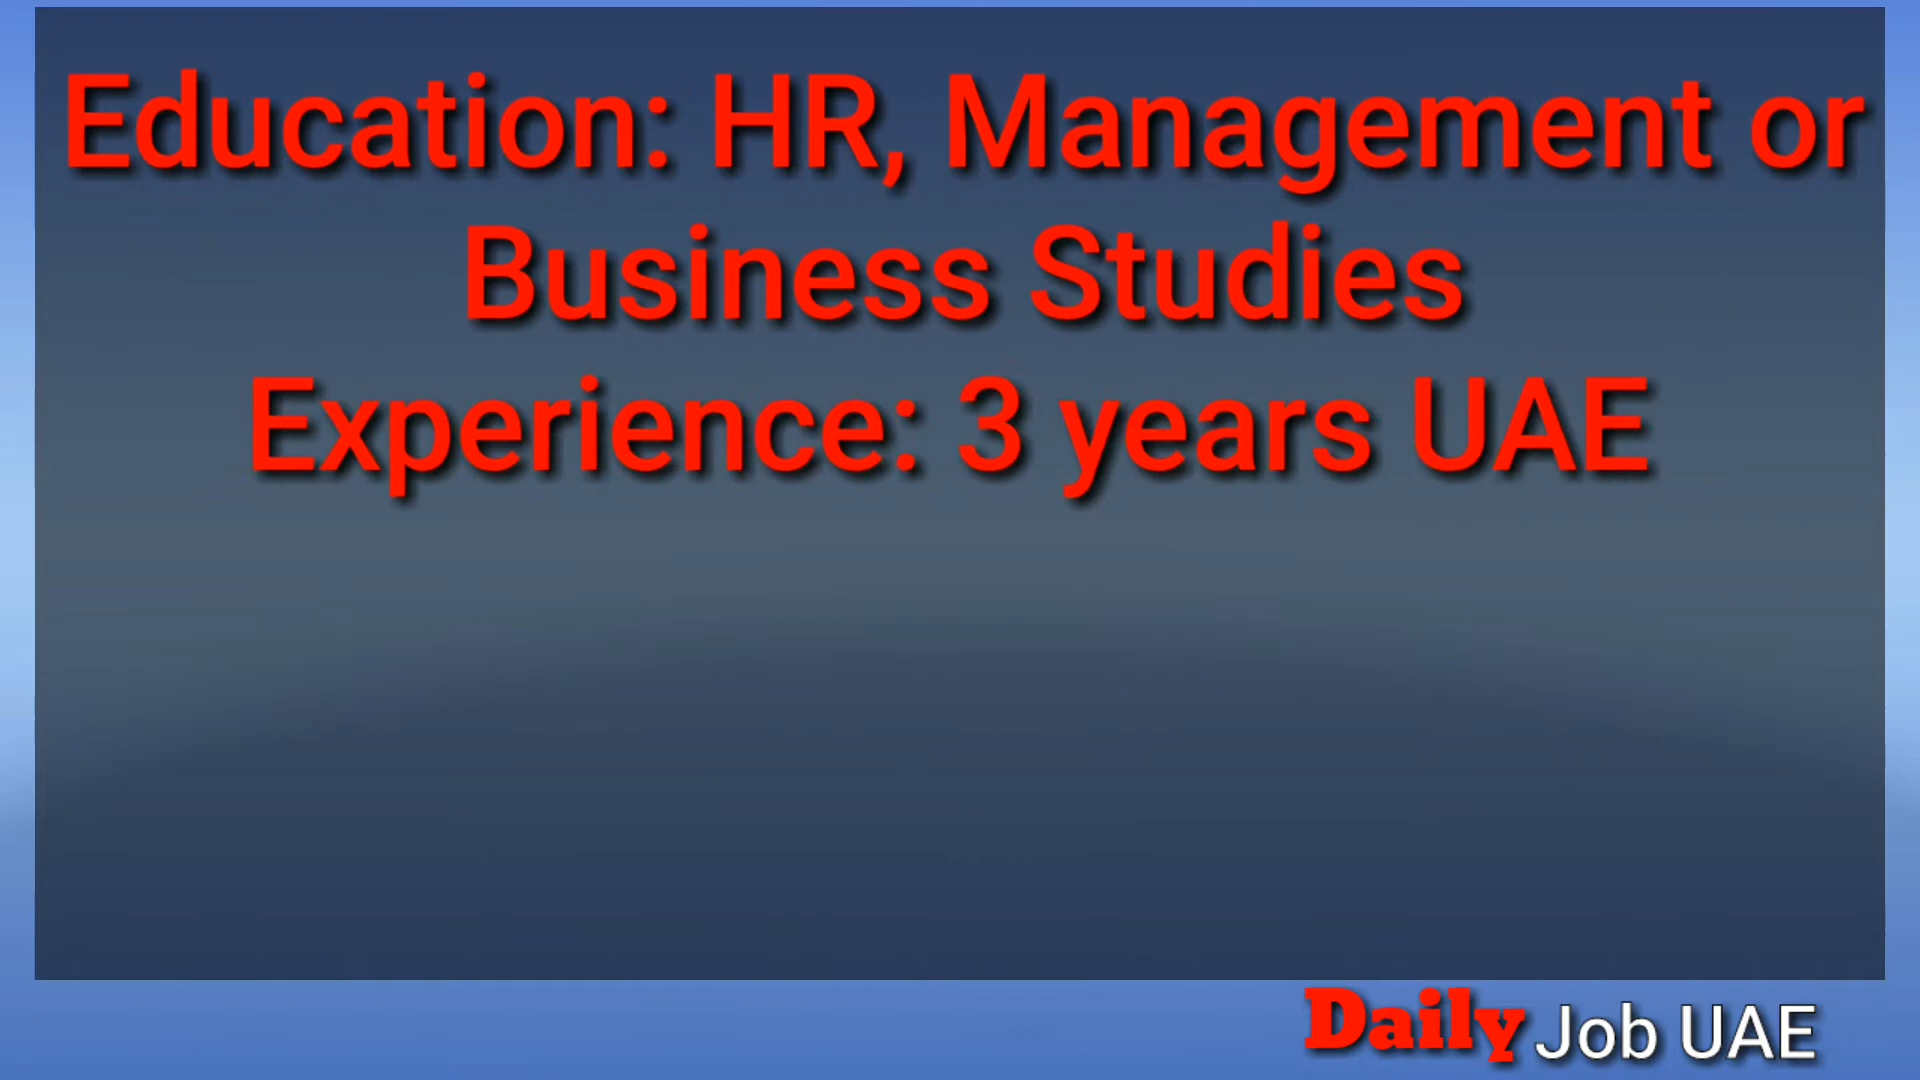 Education: HR, Management or
Business Studies
Experience: 3 years UAE
Daily Job UAE